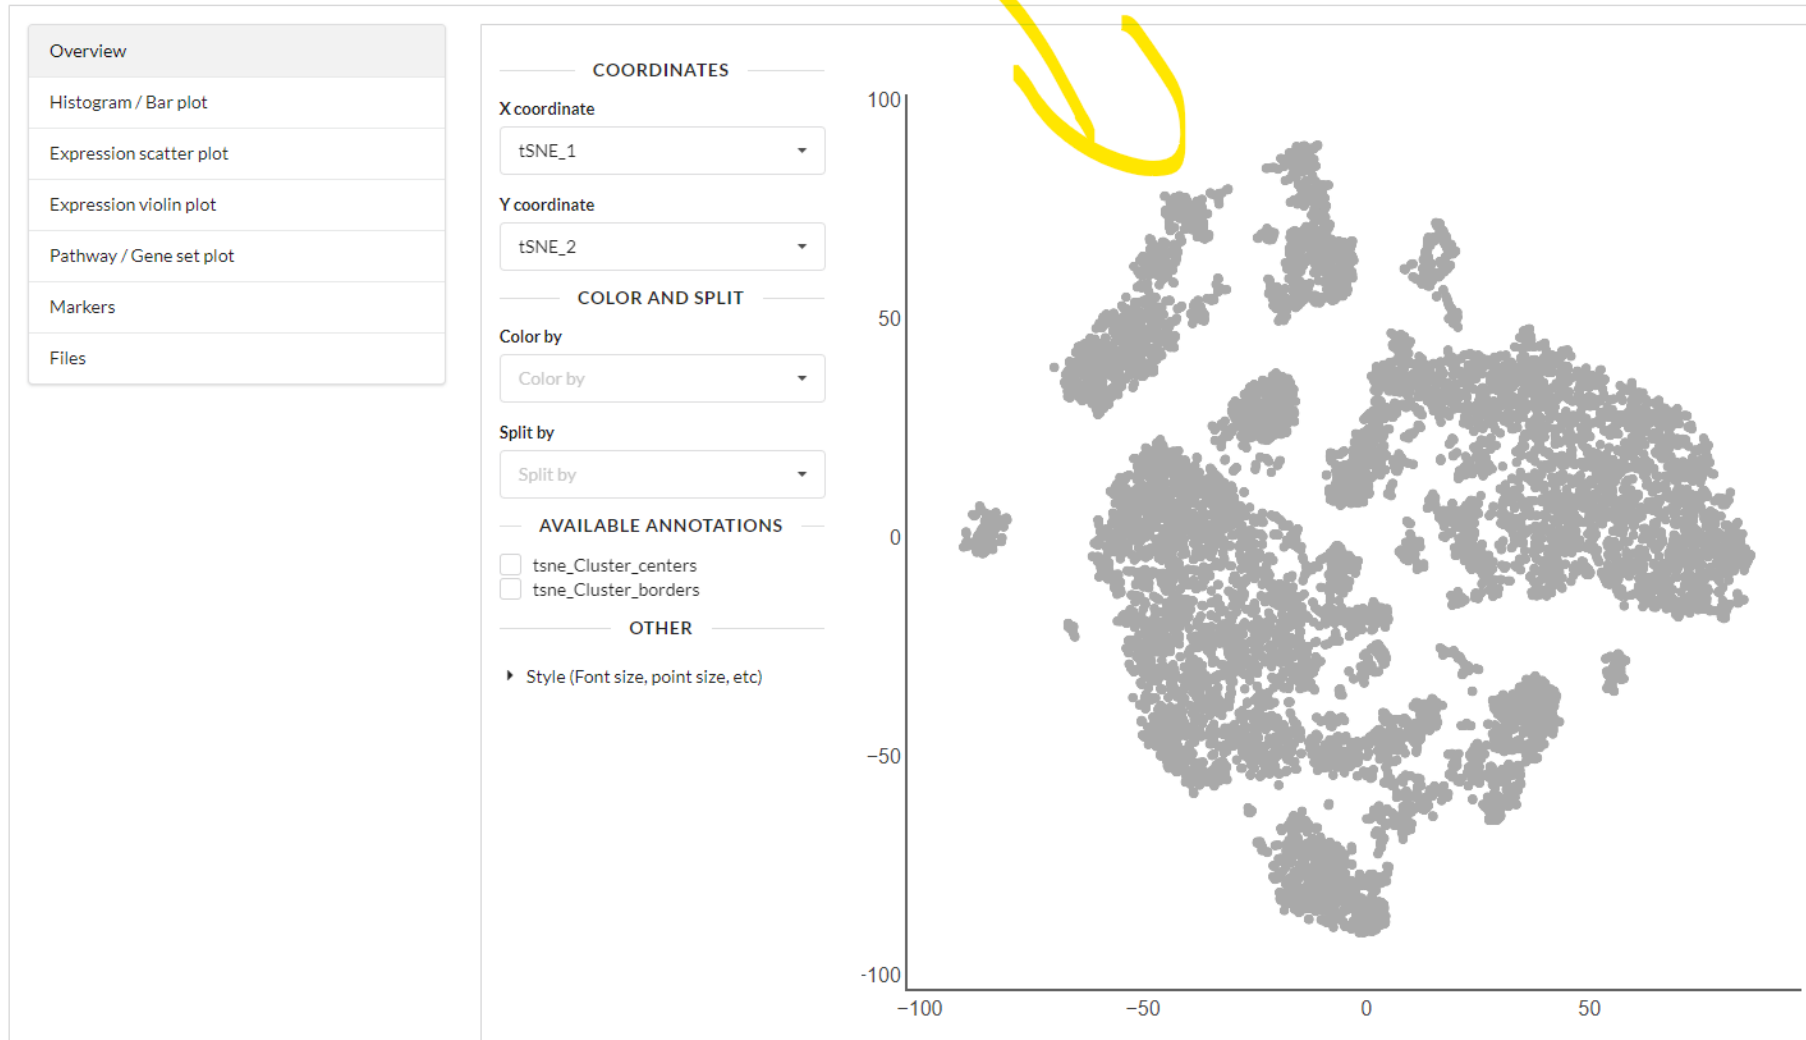 Overview
Histogram / Bar plot
Expression scatter plot
Expression violin plot
Pathway / Gene set plot
Markers
Files
COORDINATES
X coordinate
tSNE_1
Y coordinate
tSNE_2
COLOR AND SPLIT
Color by
Color by
Split by
Split by
AVAILABLE ANNOTATIONS
tsne_Cluster_centers
tsne_Cluster_borders
OTHER
Style (Font size, point size, etc)
100
50
0
−50
-100
−100 −50 0 50